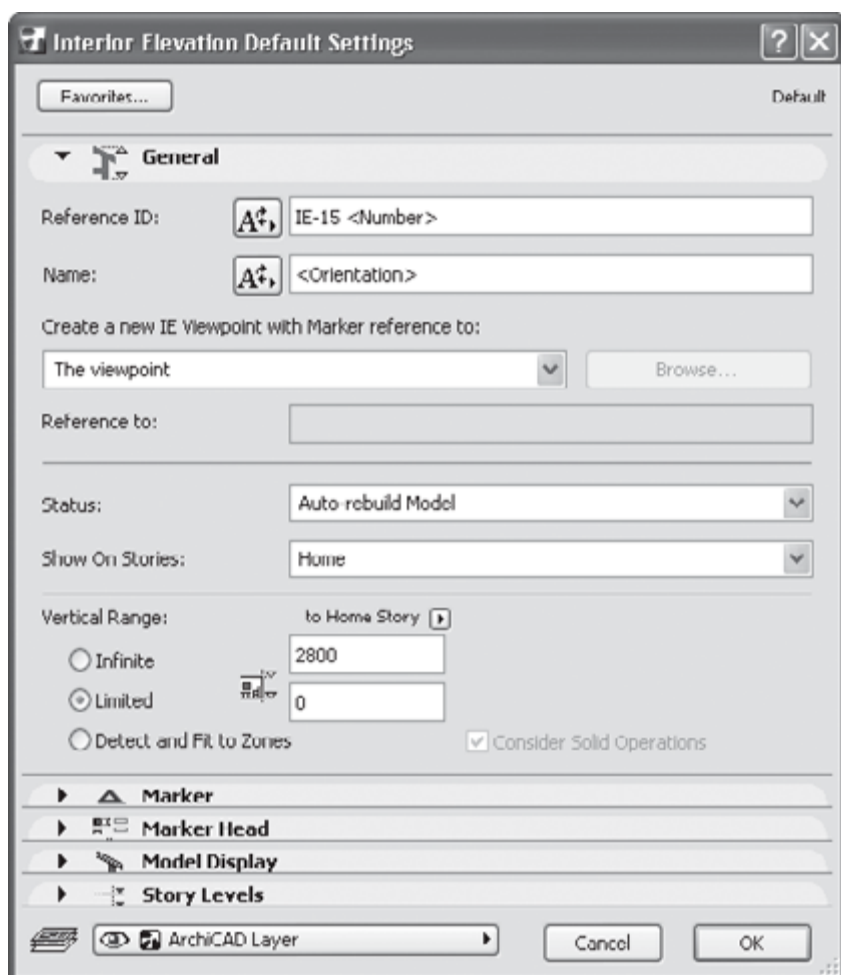 Interior Elevation Default Settings
Favorites...
Default
General
Reference ID:
IE-15 <Number>
Name:
<Orientation>
Create a new IE Viewpoint with Marker reference to:
The viewpoint
Browse...
Reference to:
Status:
Auto-rebuild Model
Show On Stories:
Home
Vertical Range:
to Home Story
Infinite
2800
Limited
0
Detect and Fit to Zones
Consider Solid Operations
Marker
Marker Head
Model Display
Story Levels
ArchiCAD Layer
Cancel
OK